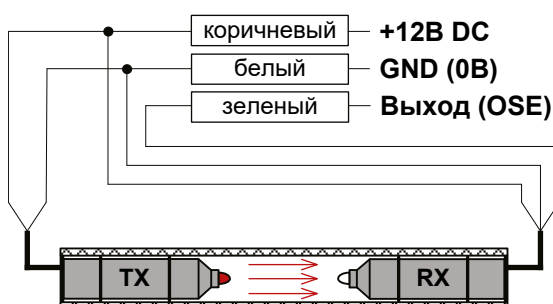 коричневый +12В DC
белый GND (0В)
зеленый Выход (OSE)
TX RX